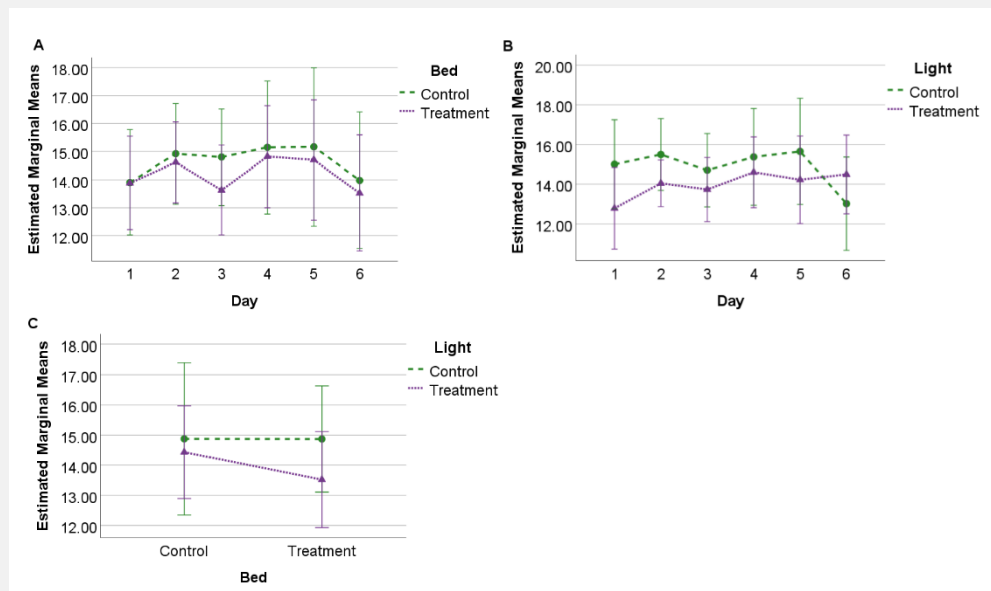 A
Estimated Marginal Means
18.00
17.00
16.00
15.00
14.00
13.00
12.00
1 2 3 4 5 6
Day
Bed
Control
Treatment
B
Estimated Marginal Means
20.00
18.00
16.00
14.00
12.00
1 2 3 4 5 6
Day
Light
Control
Treatment
C
Estimated Marginal Means
18.00
17.00
16.00
15.00
14.00
13.00
12.00
Control Treatment
Bed
Light
Control
Treatment